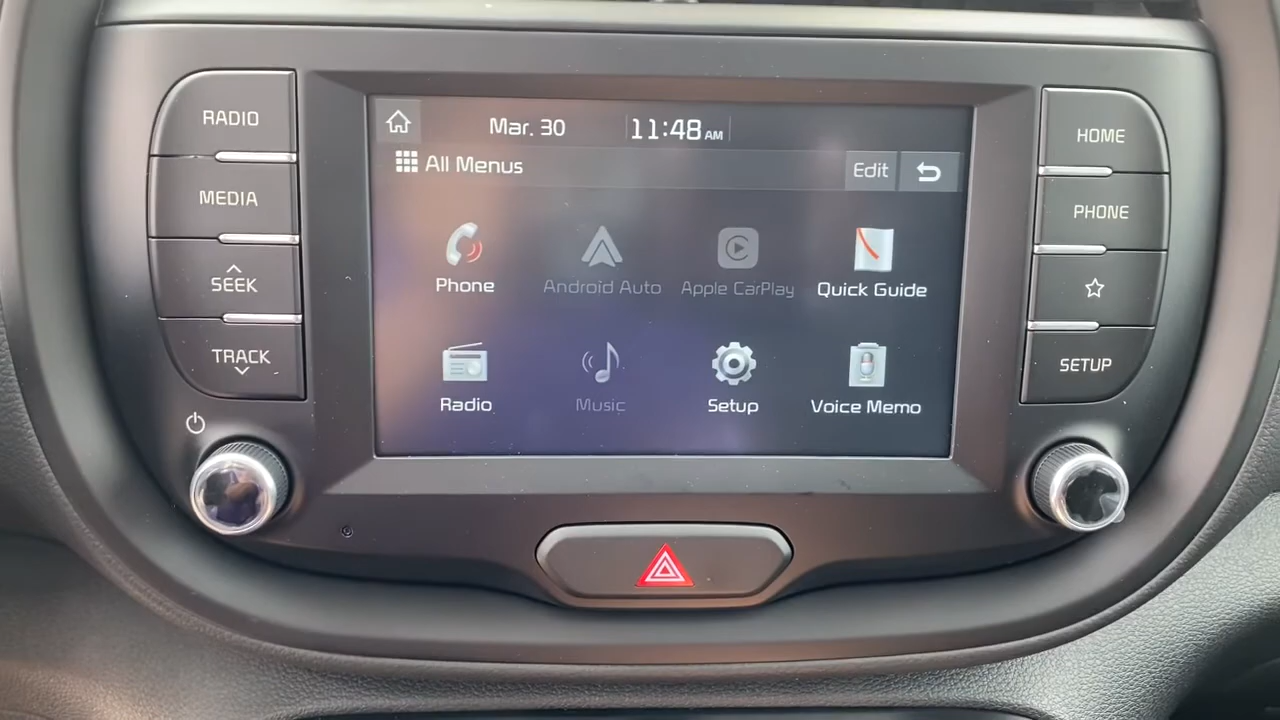 RADIO
MEDIA
SEEK
TRACK
Mar. 30
11:48 AM
All Menus
Edit
Phone
Android Auto
Apple CarPlay
Quick Guide
Radio
Music
Setup
Voice Memo
HOME
PHONE
SETUP